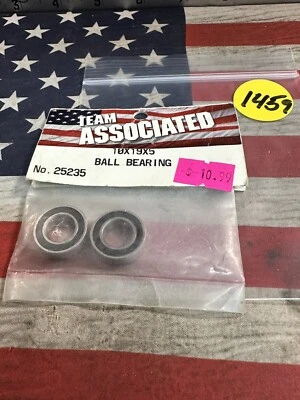 TEAM
ASSOCIATED
10X19X5
BALL BEARING
No. 25235
$ 10.99
1459